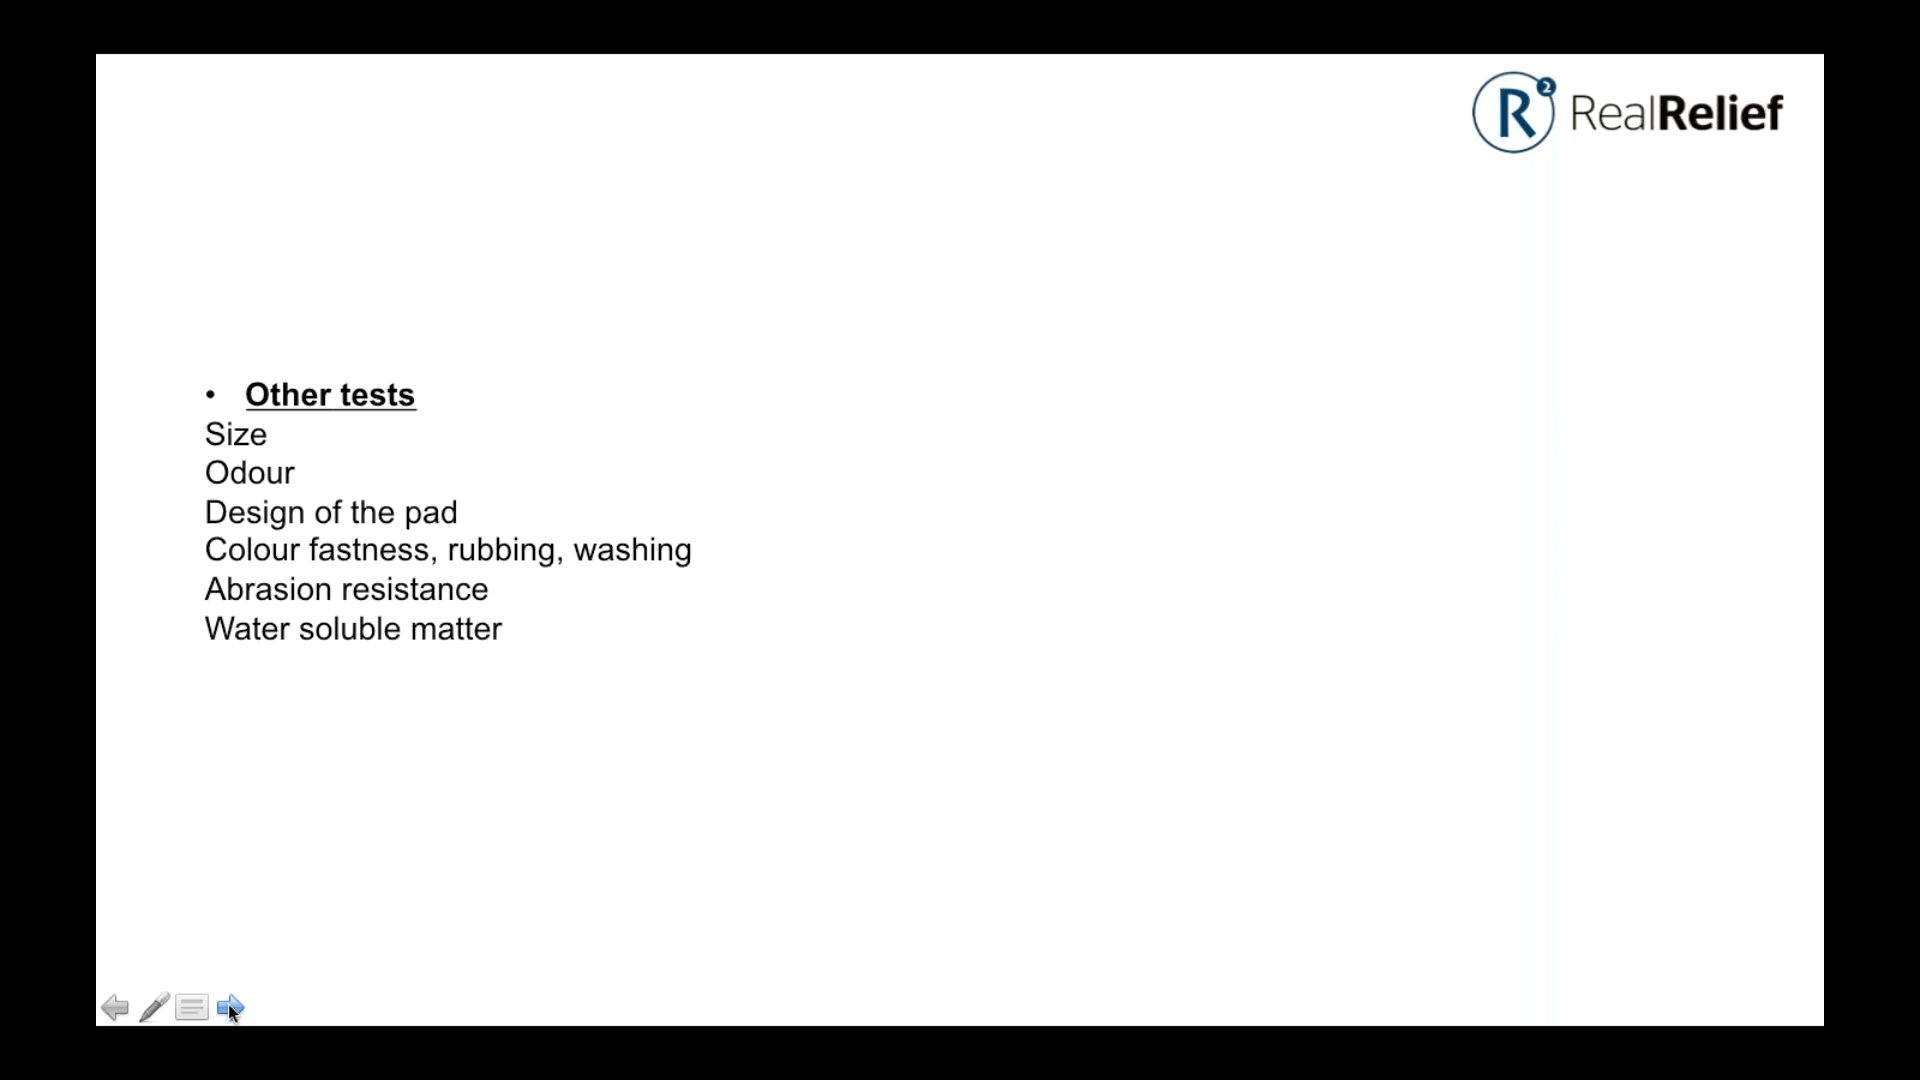 R2 RealRelief
• Other tests
Size
Odour
Design of the pad
Colour fastness, rubbing, washing
Abrasion resistance
Water soluble matter